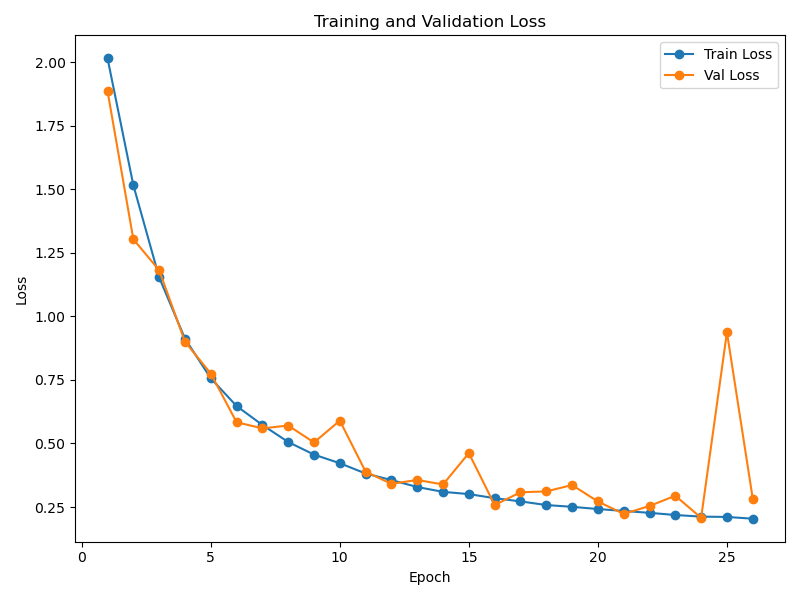 Training and Validation Loss
Train Loss
Val Loss
2.00
1.75
1.50
1.25
1.00
0.75
0.50
0.25
Loss
0 5 10 15 20 25
Epoch